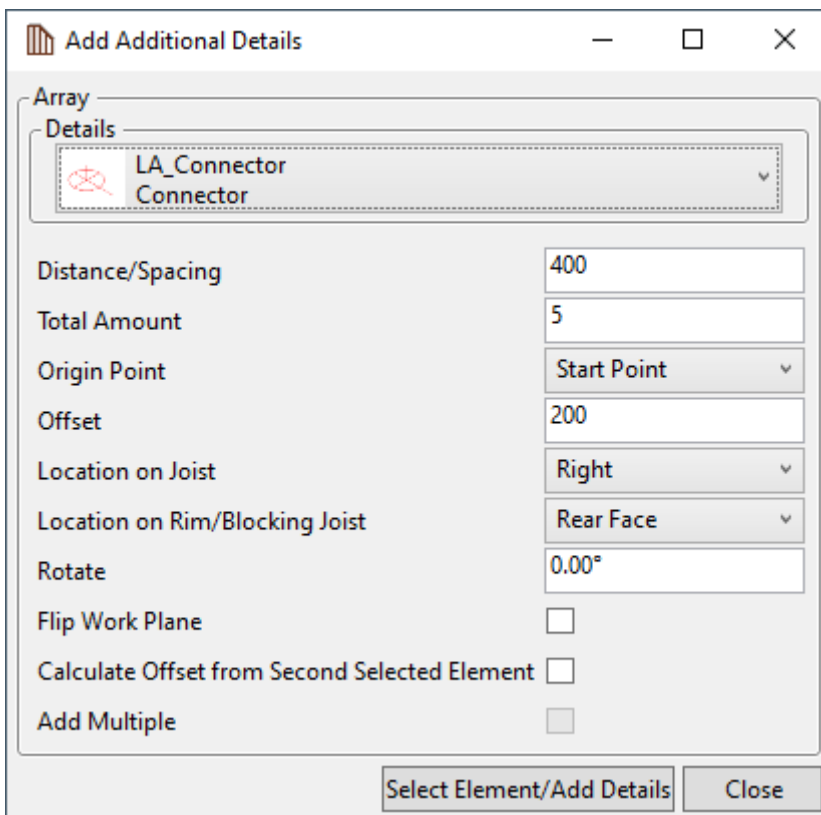 Add Additional Details
Array
Details
LA_Connector
Connector
Distance/Spacing 400
Total Amount 5
Origin Point Start Point
Offset 200
Location on Joist Right
Location on Rim/Blocking Joist Rear Face
Rotate 0.00°
Flip Work Plane
Calculate Offset from Second Selected Element
Add Multiple
Select Element/Add Details Close